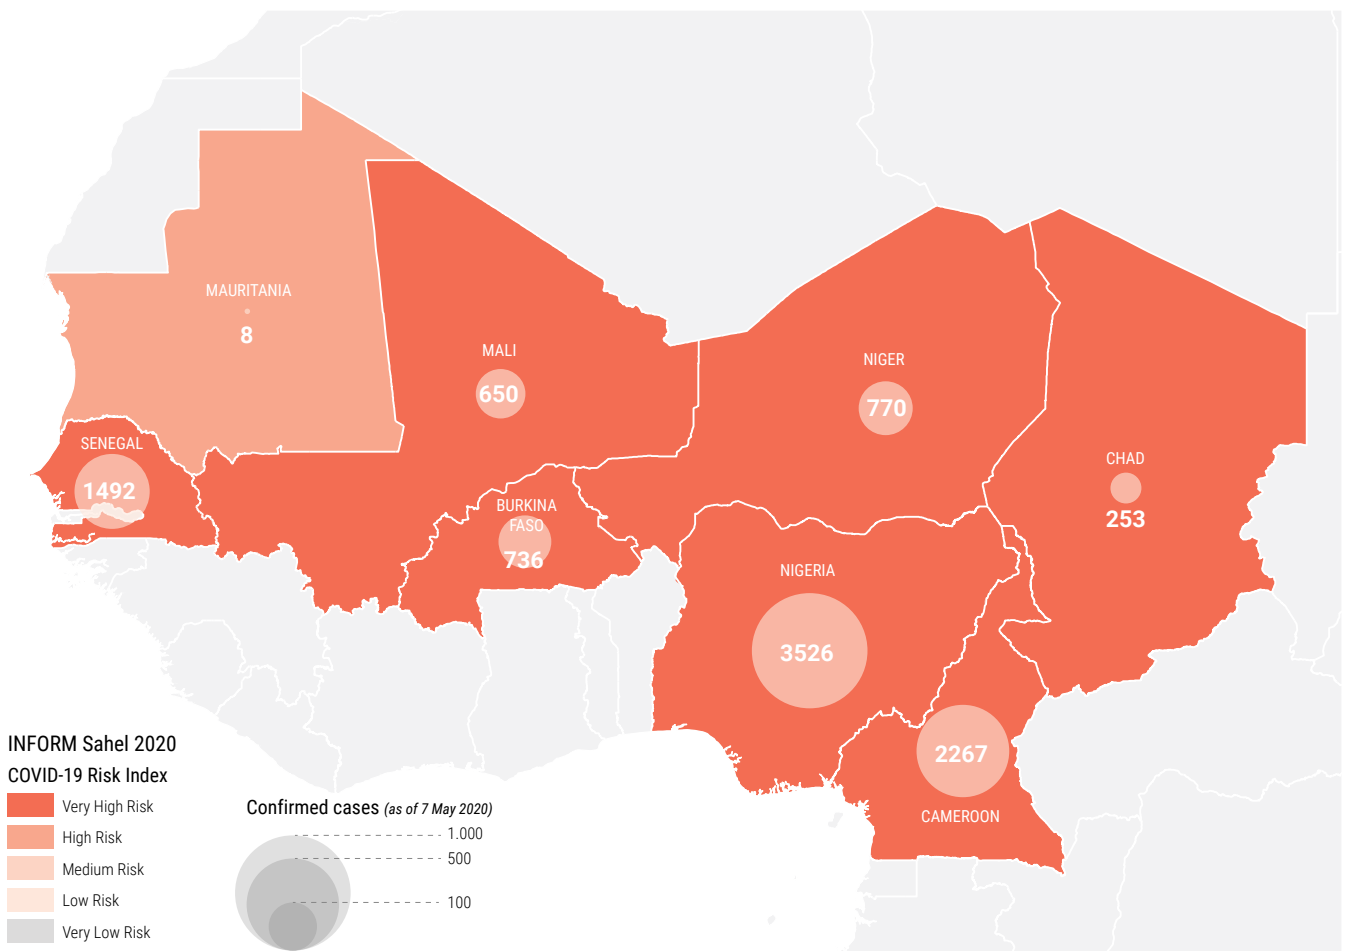 MAURITANIA
8
MALI
650
NIGER
770
SENEGAL
1492
CHAD
253
BURKINA
FASO
736
NIGERIA
3526
2267
CAMEROON
INFORM Sahel 2020
COVID-19 Risk Index
Very High Risk
High Risk
Medium Risk
Low Risk
Very Low Risk
Confirmed cases (as of 7 May 2020)
1.000
500
100